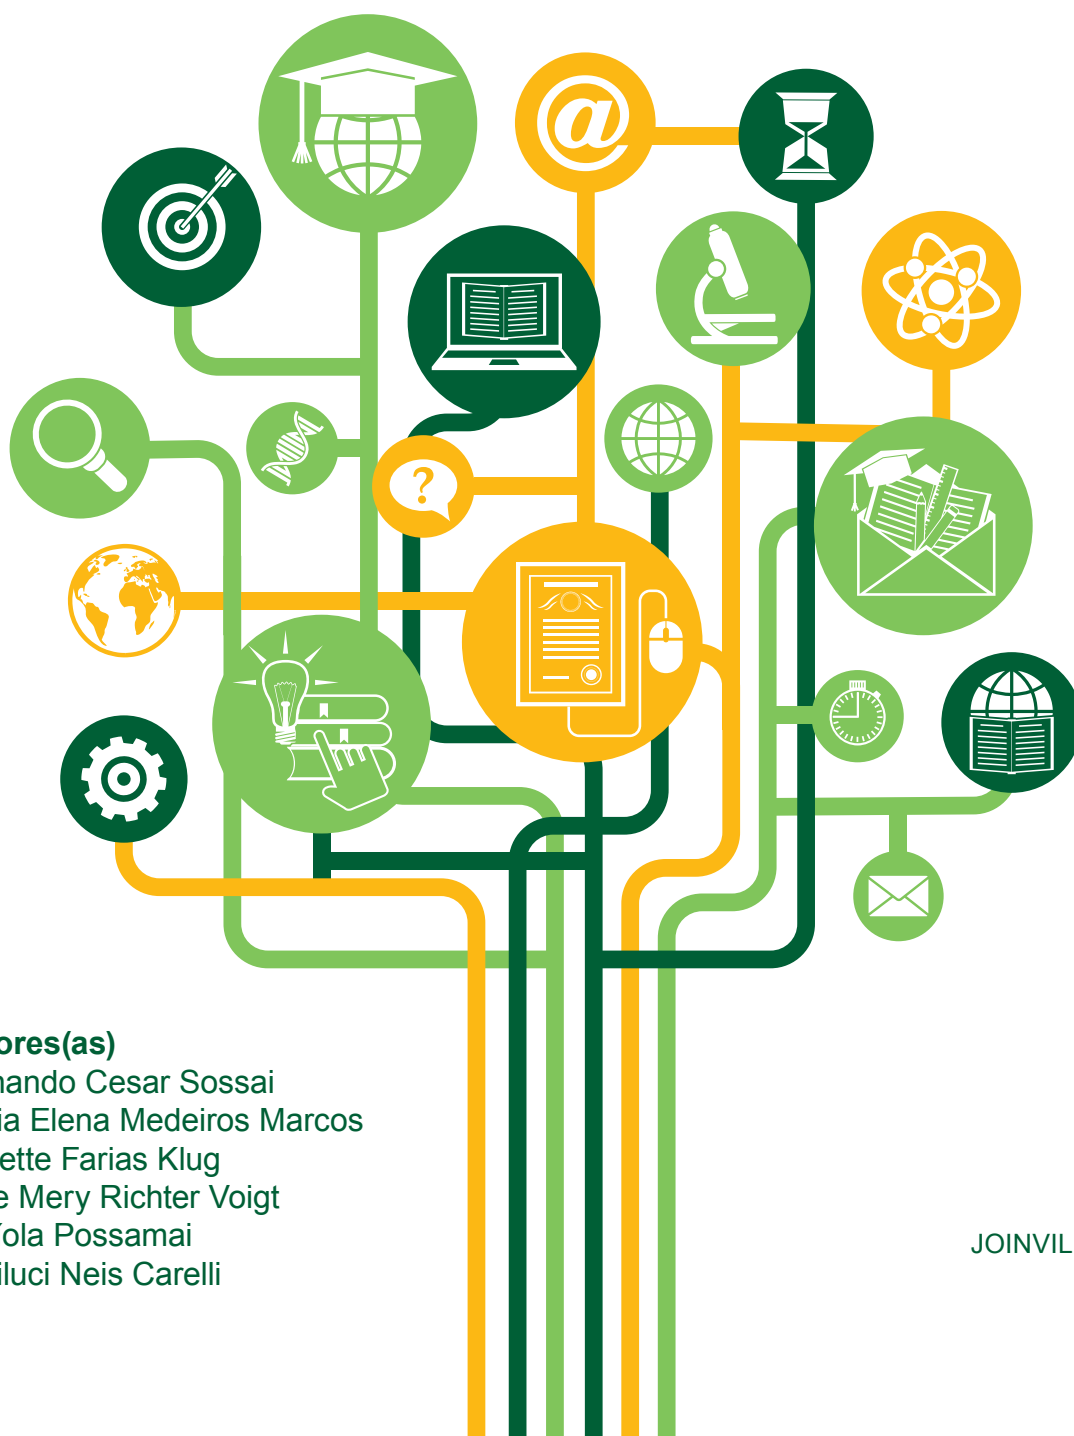 @
?
ores(as)
nando Cesar Sossai
ia Elena Medeiros Marcos
ette Farias Klug
e Mery Richter Voigt
Yola Possamai
iluci Neis Carelli
JOINVIL